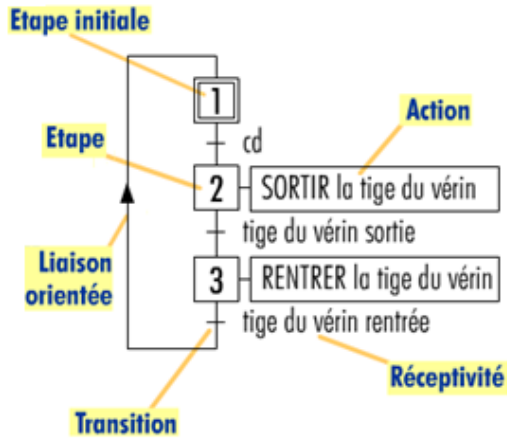 Etape initiale
1
Action
cd
Etape
2 SORTIR la tige du vérin
tige du vérin sortie
Liaison
orientée
3 RENTRER la tige du vérin
tige du vérin rentrée
Réceptivité
Transition